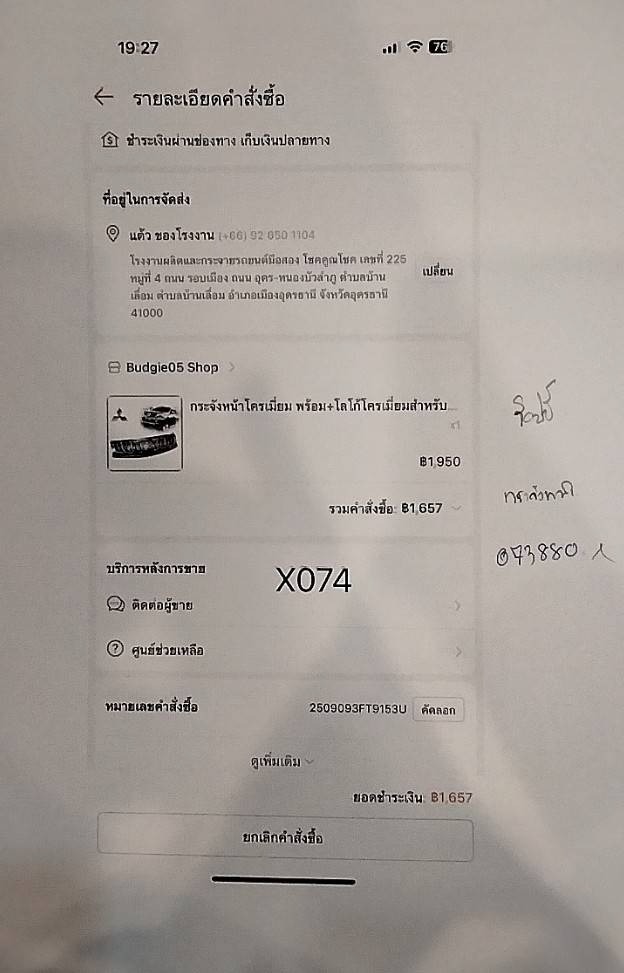 19:27
76
รายละเอียดคำสั่งซื้อ
ชำระเงินผ่านช่องทาง เก็บเงินปลายทาง
ที่อยู่ในการจัดส่ง
แต้ว ของโรงงาน (+66) 92 650 1104
โรงงานผลิตและกระจายรถยนต์มือสอง โชคคูณโชค เลขที่ 225
หมู่ที่ 4 ถนน รอบเมือง ถนน อุดร-หนองบัวลำภู ตำบลบ้าน
เลื่อม ตำบลบ้านเลื่อม อำเภอเมืองอุดรธานี จังหวัดอุดรธานี
41000
เปลี่ยน
Budgie05 Shop
กระจังหน้าโครเมี่ยม พร้อม+โลโก้โครเมี่ยมสำหรับ...
x1
฿1,950
รวมคำสั่งซื้อ: ฿1,657
กระจังหน้า
073880
บริการหลังการขาย
X074
ติดต่อผู้ขาย
ศูนย์ช่วยเหลือ
หมายเลขคำสั่งซื้อ
2509093FT9153U
คัดลอก
ดูเพิ่มเติม
ยอดชำระเงิน: ฿1,657
ยกเลิกคำสั่งซื้อ